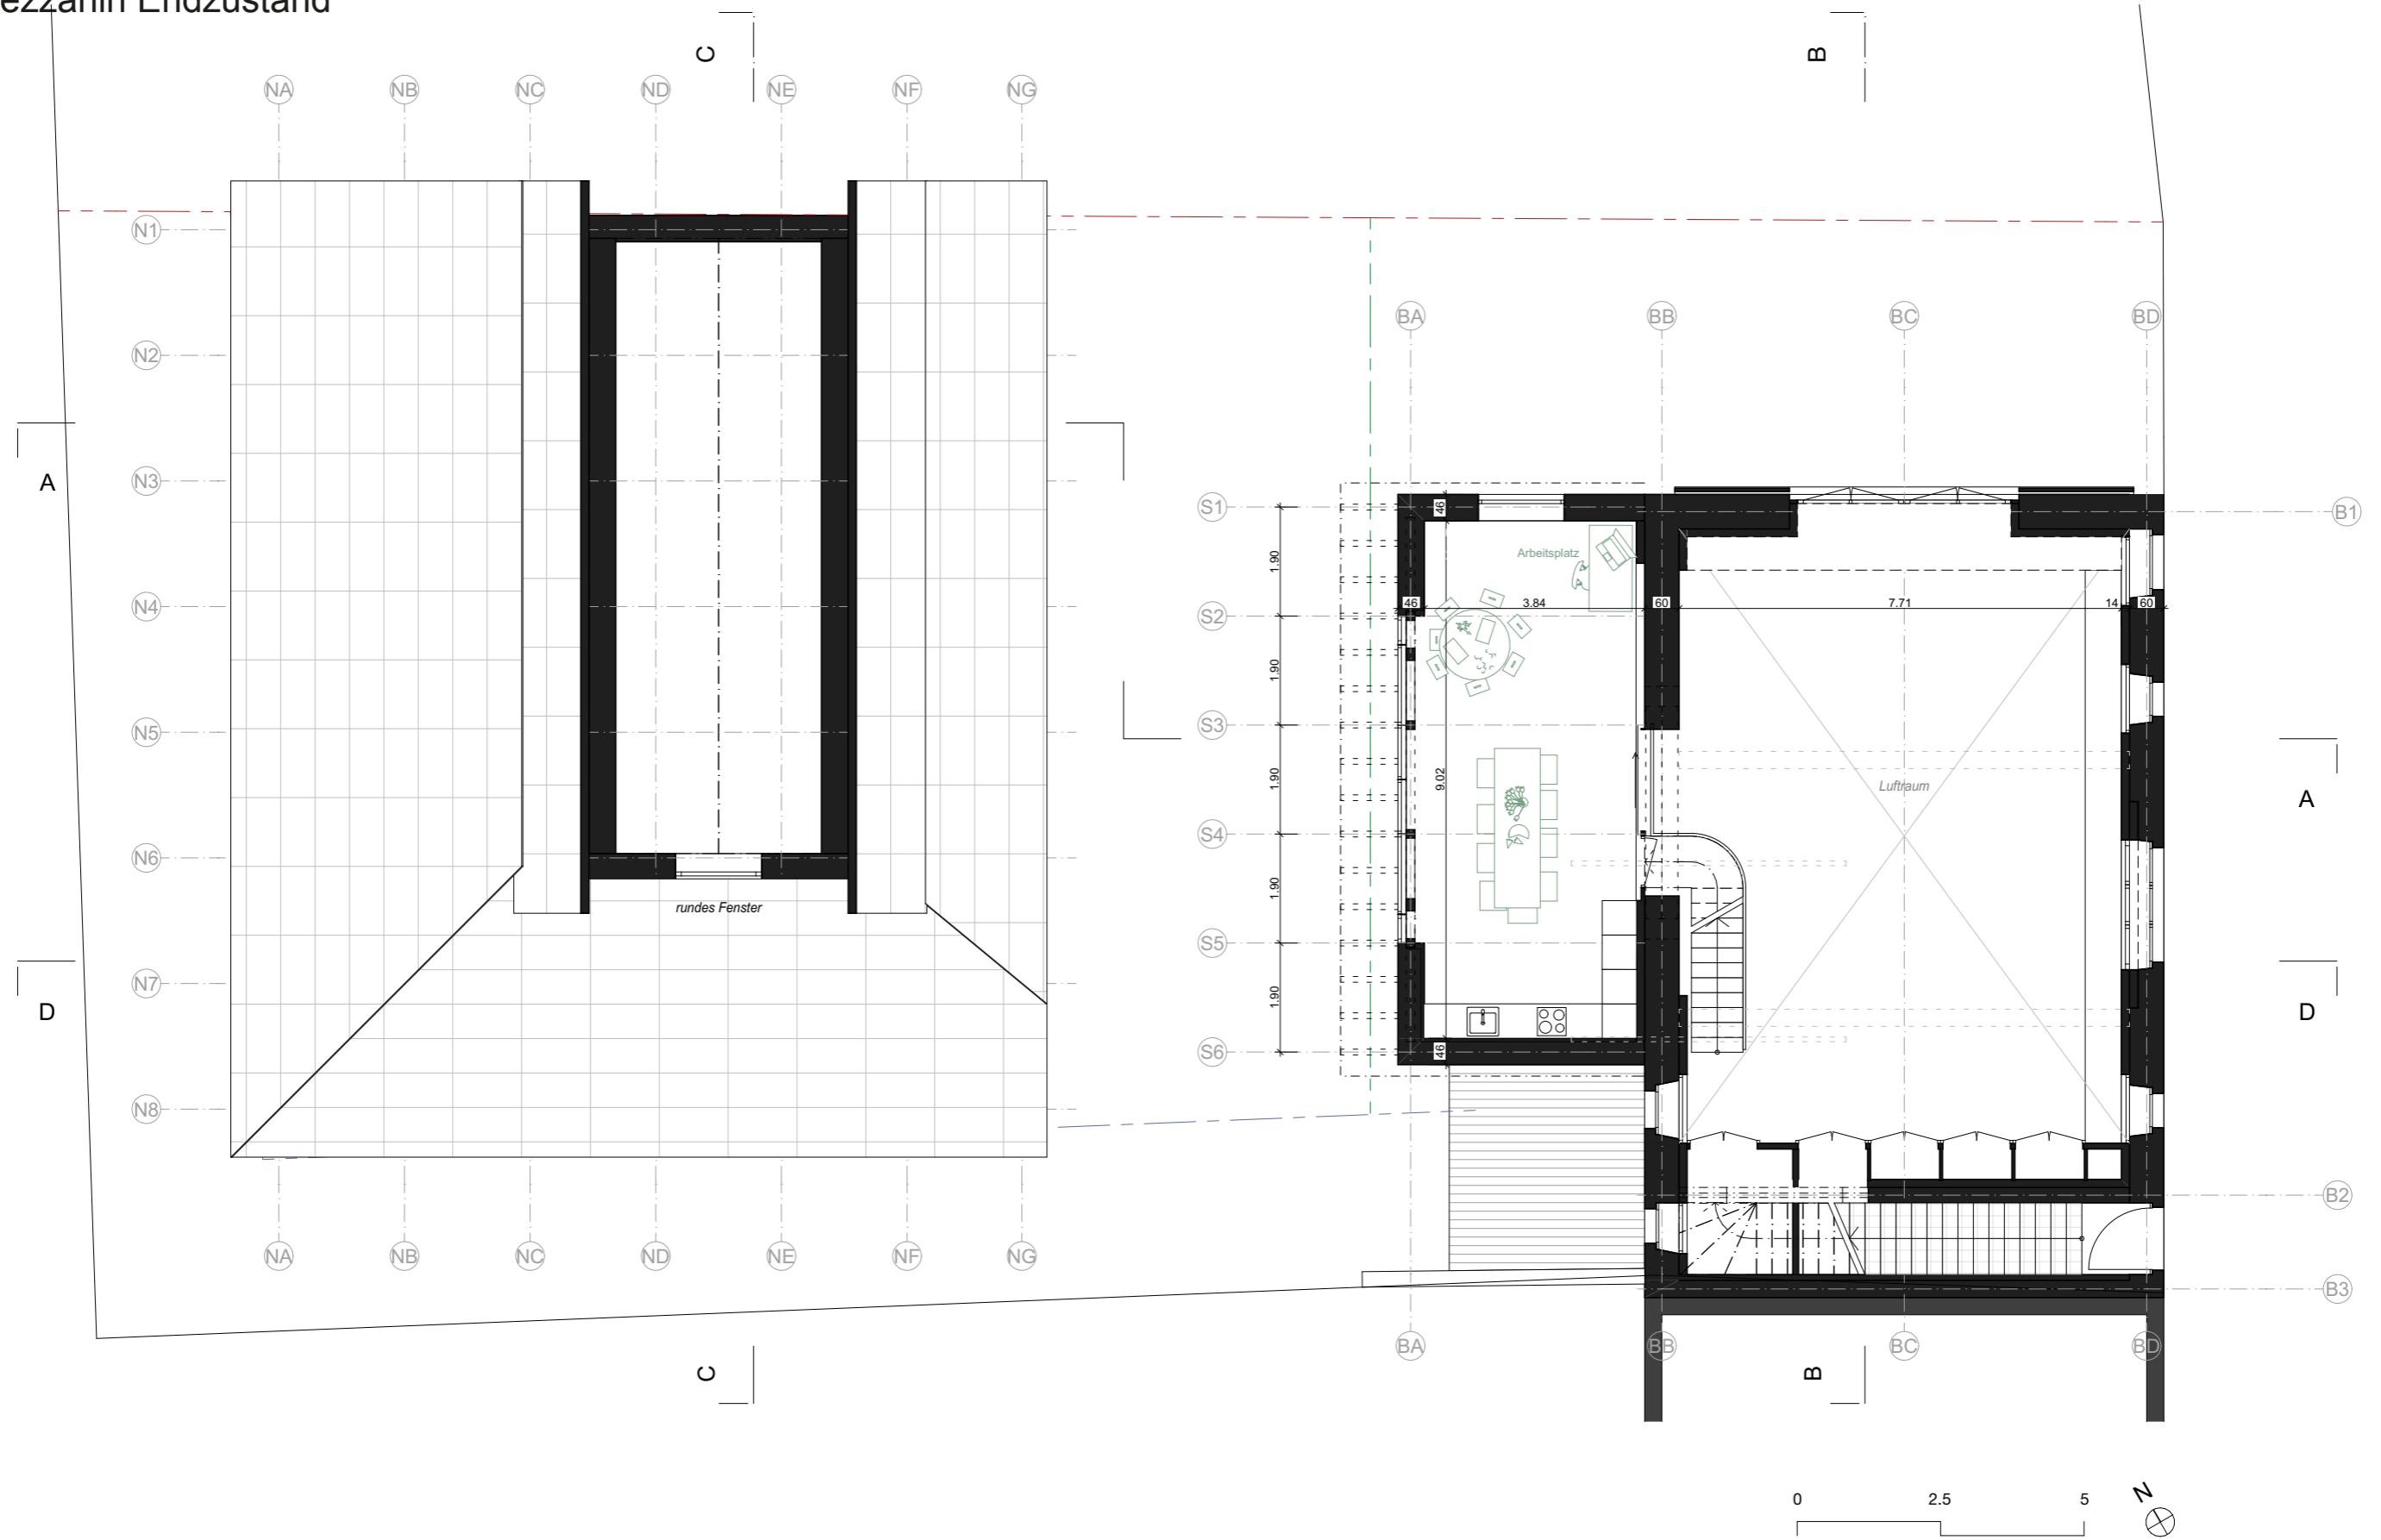 ezzanin Endzustand
C B
NA NB NC ND NE NF NG
N1
BA BB BC BD
N2
A N3
S1 46 B1
1.90 Arbeitsplatz
N4 S2 46 3.84 60 7.71 14 60
1.90
N5 S3
1.90 9.02 Luftraum A
S4
N6
1.90
rundes Fenster
S5
D N7 1.90 D
S6 46
N8
B2
NA NB NC ND NE NF NG
B3
BA BB BC BD
C B
0 2.5 5 N